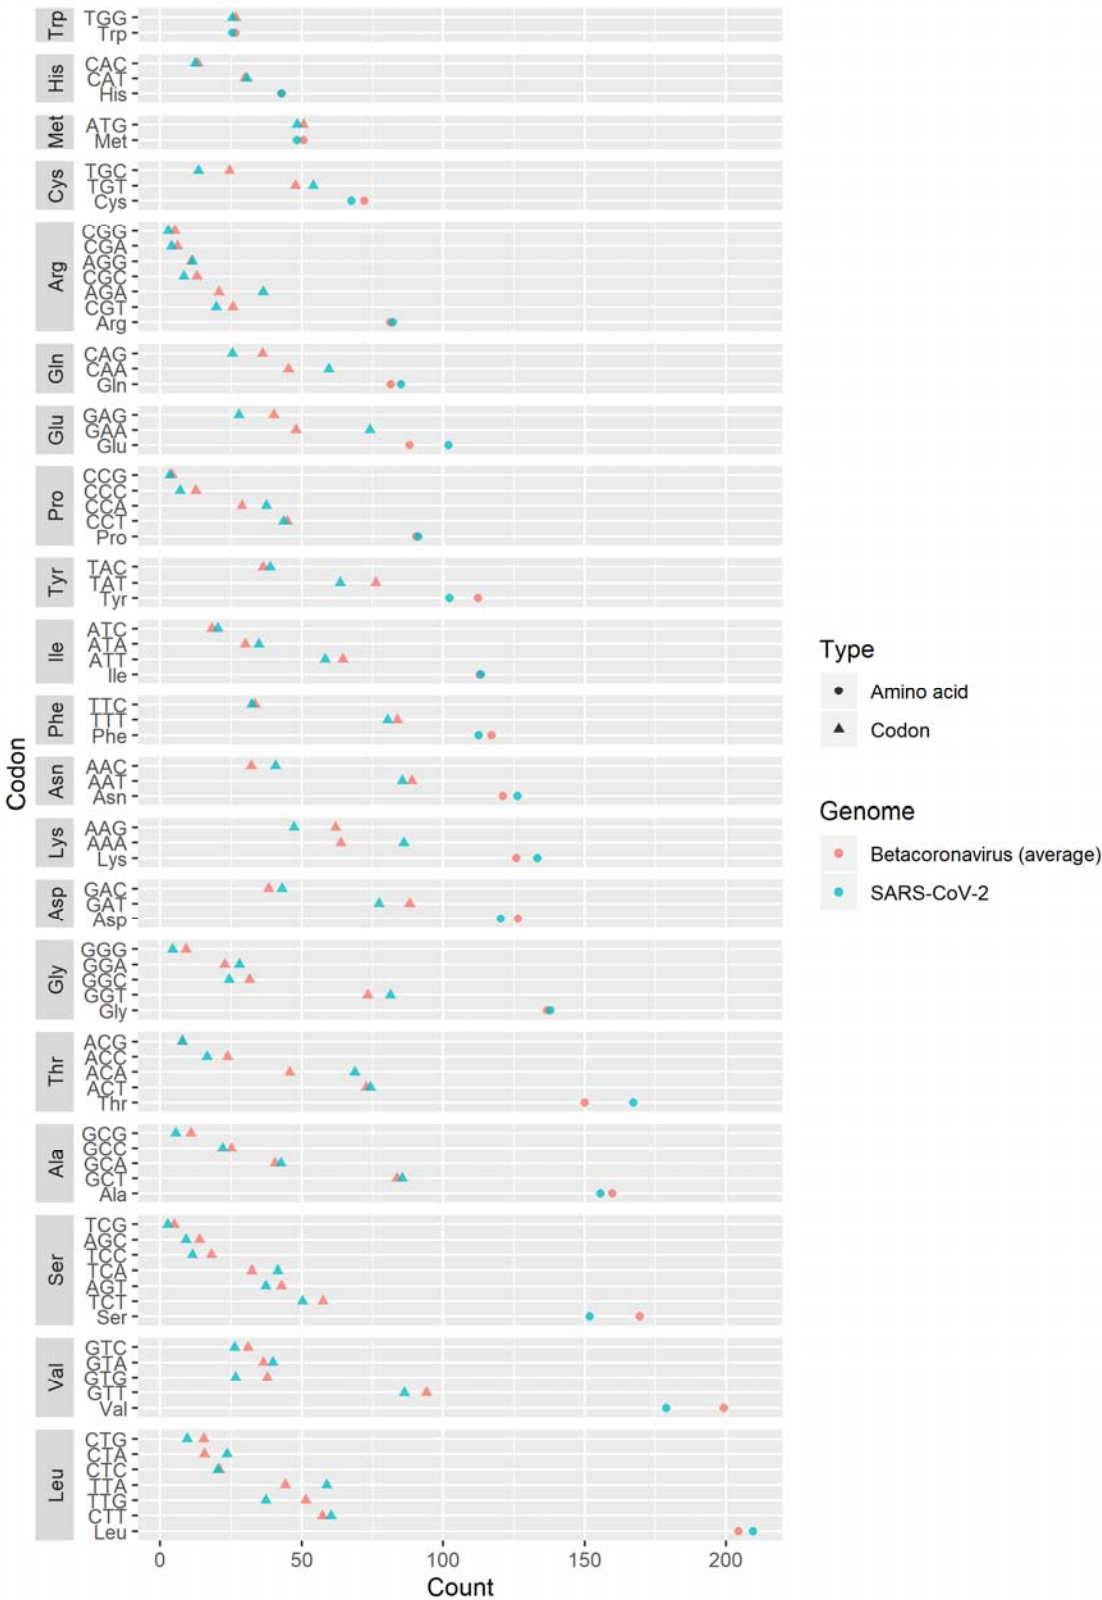 Trp
TGG
Trp
His
CAC
CAT
His
Met
ATG
Met
Cys
TGC
TGT
Cys
Arg
CGG
CGA
AGG
CGC
AGA
CGT
Arg
Gln
CAG
CAA
Gln
Glu
GAG
GAA
Glu
Pro
CCG
CCC
CCA
CCT
Pro
Tyr
TAC
TAT
Tyr
Ile
ATC
ATA
ATT
Ile
Phe
TTC
TTT
Phe
Asn
AAC
AAT
Asn
Lys
AAG
AAA
Lys
Asp
GAC
GAT
Asp
Gly
GGG
GGA
GGC
GGT
Gly
Thr
ACG
ACC
ACA
ACT
Thr
Ala
GCG
GCC
GCA
GCT
Ala
Ser
TCG
AGC
TCC
TCA
AGT
TCT
Ser
Val
GTC
GTA
GTG
GTT
Val
Leu
CTG
CTA
CTC
TTA
TTG
CTT
Leu
Codon
0 50 100 150 200
Count
Type
Amino acid
Codon
Genome
Betacoronavirus (average)
SARS-CoV-2